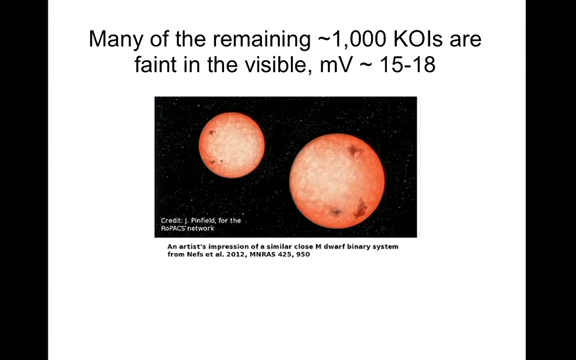 Many of the remaining ~1,000 KOIs are
faint in the visible, mV ~ 15-18
Credit: J. Pinfield, for the
RoPACS network
An artist's impression of a similar close M dwarf binary system
from Nefs et al. 2012, MNRAS 425, 950